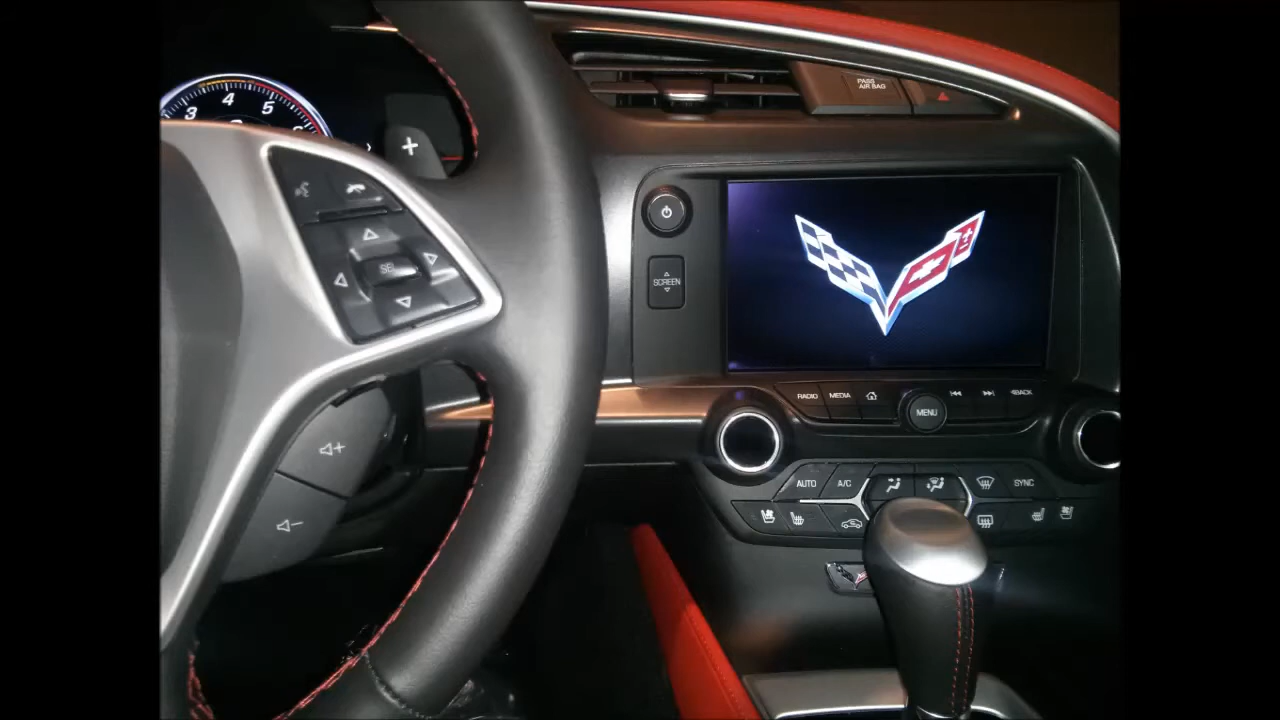 3 4 5 6
+
PASS
AIR BAG
SEL
SCREEN
RADIO MEDIA BACK
MENU
AUTO A/C SYNC
+
-